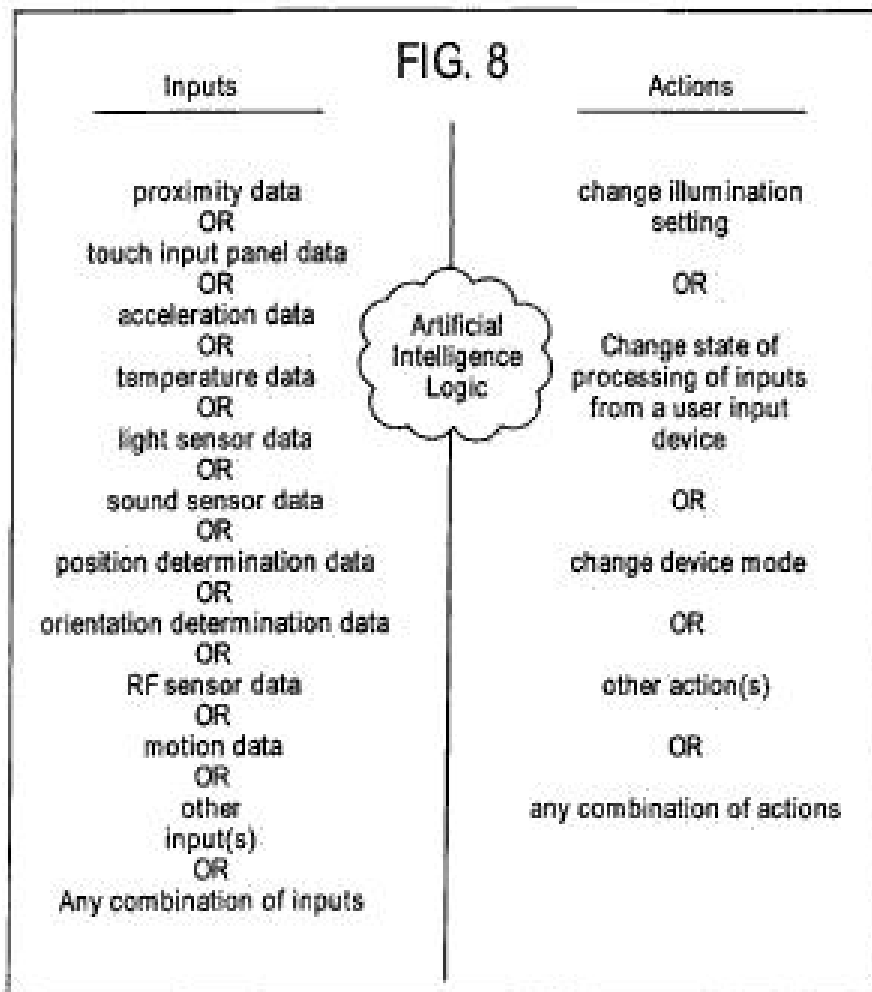 FIG. 8
Inputs
proximity data
OR
touch input panel data
OR
acceleration data
OR
temperature data
OR
light sensor data
OR
sound sensor data
OR
position determination data
OR
orientation determination data
OR
RF sensor data
OR
motion data
OR
other
input(s)
OR
Any combination of inputs
Artificial
Intelligence
Logic
Actions
change illumination
setting
OR
Change state of
processing of inputs
from a user input
device
OR
change device mode
OR
other action(s)
OR
any combination of actions